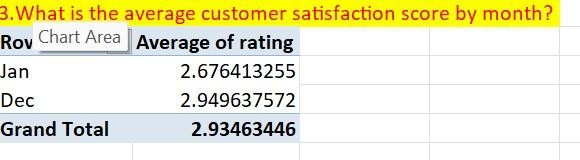 3.What is the average customer satisfaction score by month?
Row Chart Area Average of rating
Jan 2.676413255
Dec 2.949637572
Grand Total 2.93463446